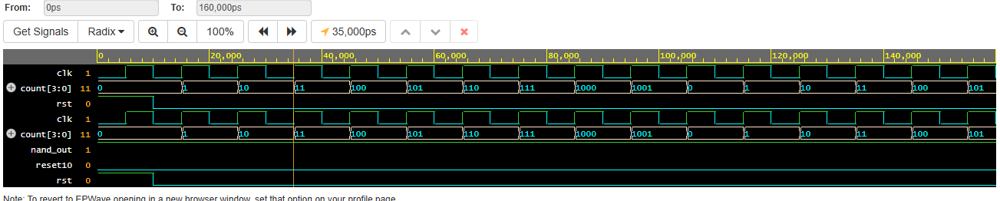 From: 0ps To: 160,000ps
Get Signals Radix 100% 35,000ps
0 20,000 40,000 60,000 80,000 100,000 120,000 140,000
clk 1
count[3:0] 11 0 1 10 11 100 101 110 111 1000 1001 0 1 10 11 100 101
rst 0
clk 1
count[3:0] 11 0 1 10 11 100 101 110 111 1000 1001 0 1 10 11 100 101
nand_out 1
reset10 0
rst 0
Note: To revert to EPWave opening in a new browser window, set that option on your profile page